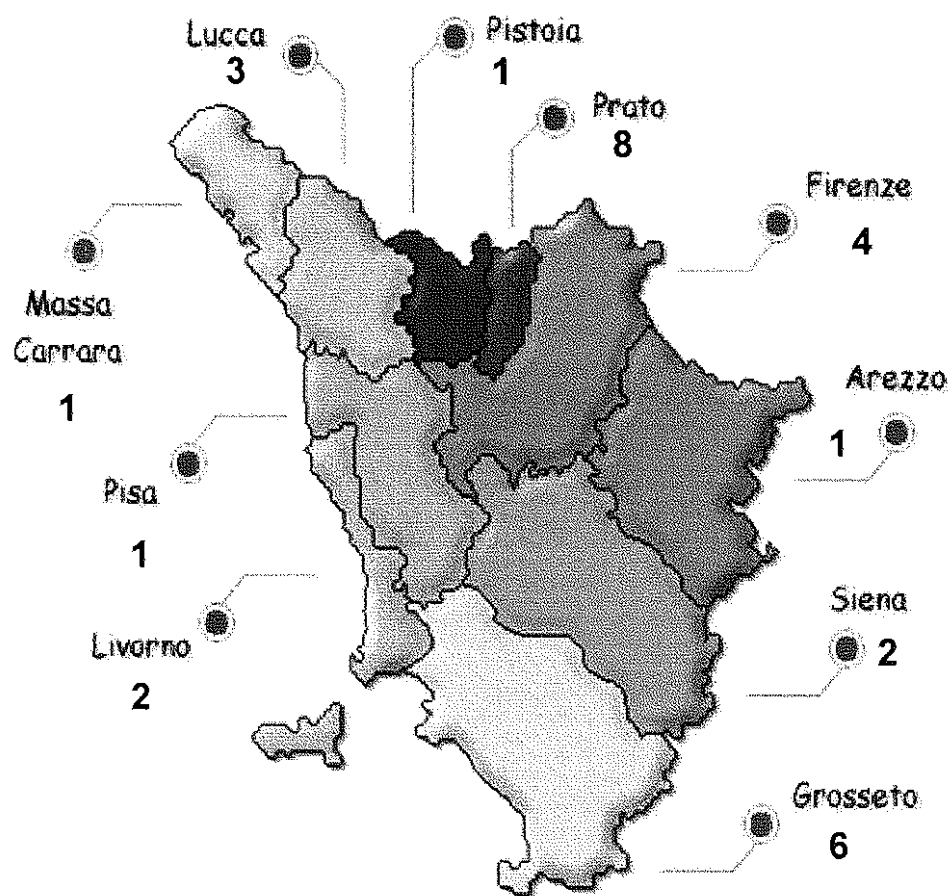 Lucca
3
Pistoia
1
Prato
8
Firenze
4
Massa
Carrara
1
Arezzo
1
Pisa
1
Siena
2
Livorno
2
Grosseto
6